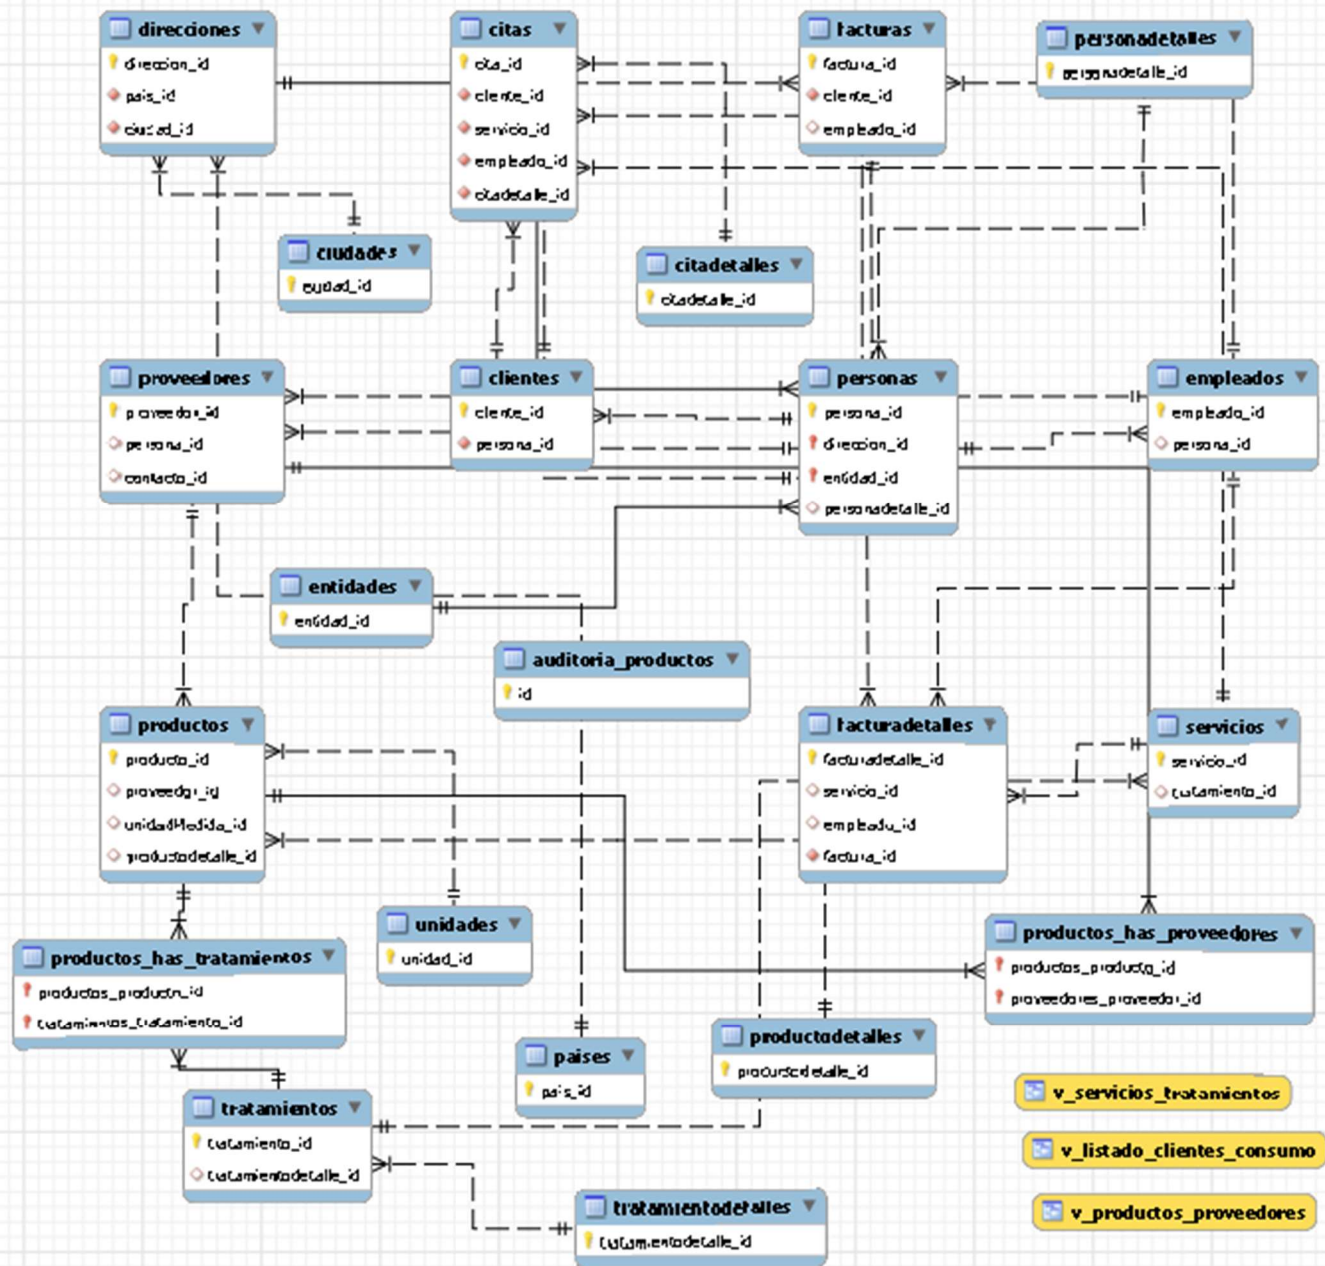 direcciones
direccion_id
pais_id
ciudad_id
citas
cita_id
cliente_id
servicio_id
empleado_id
citadetalle_id
facturas
factura_id
cliente_id
empleado_id
personadetalles
personadetalle_id
ciudades
ciudad_id
citadetalles
citadetalle_id
proveedores
proveedor_id
persona_id
contacto_id
clientes
cliente_id
persona_id
personas
persona_id
direccion_id
entidad_id
personadetalle_id
empleados
empleado_id
persona_id
entidades
entidad_id
auditoria_productos
id
productos
producto_id
proveedor_id
unidadMedida_id
productodetalle_id
facturadetalles
facturadetalle_id
servicio_id
empleado_id
factura_id
servicios
servicio_id
tratamiento_id
unidades
unidad_id
productos_has_tratamientos
productos_producto_id
tratamientos_tratamiento_id
productos_has_proveedores
productos_producto_id
proveedores_proveedor_id
paises
pais_id
productodetalles
productodetalle_id
tratamientos
tratamiento_id
tratamientodetalle_id
tratamientodetalles
tratamientodetalle_id
v_servicios_tratamientos
v_listado_clientes_consumo
v_productos_proveedores